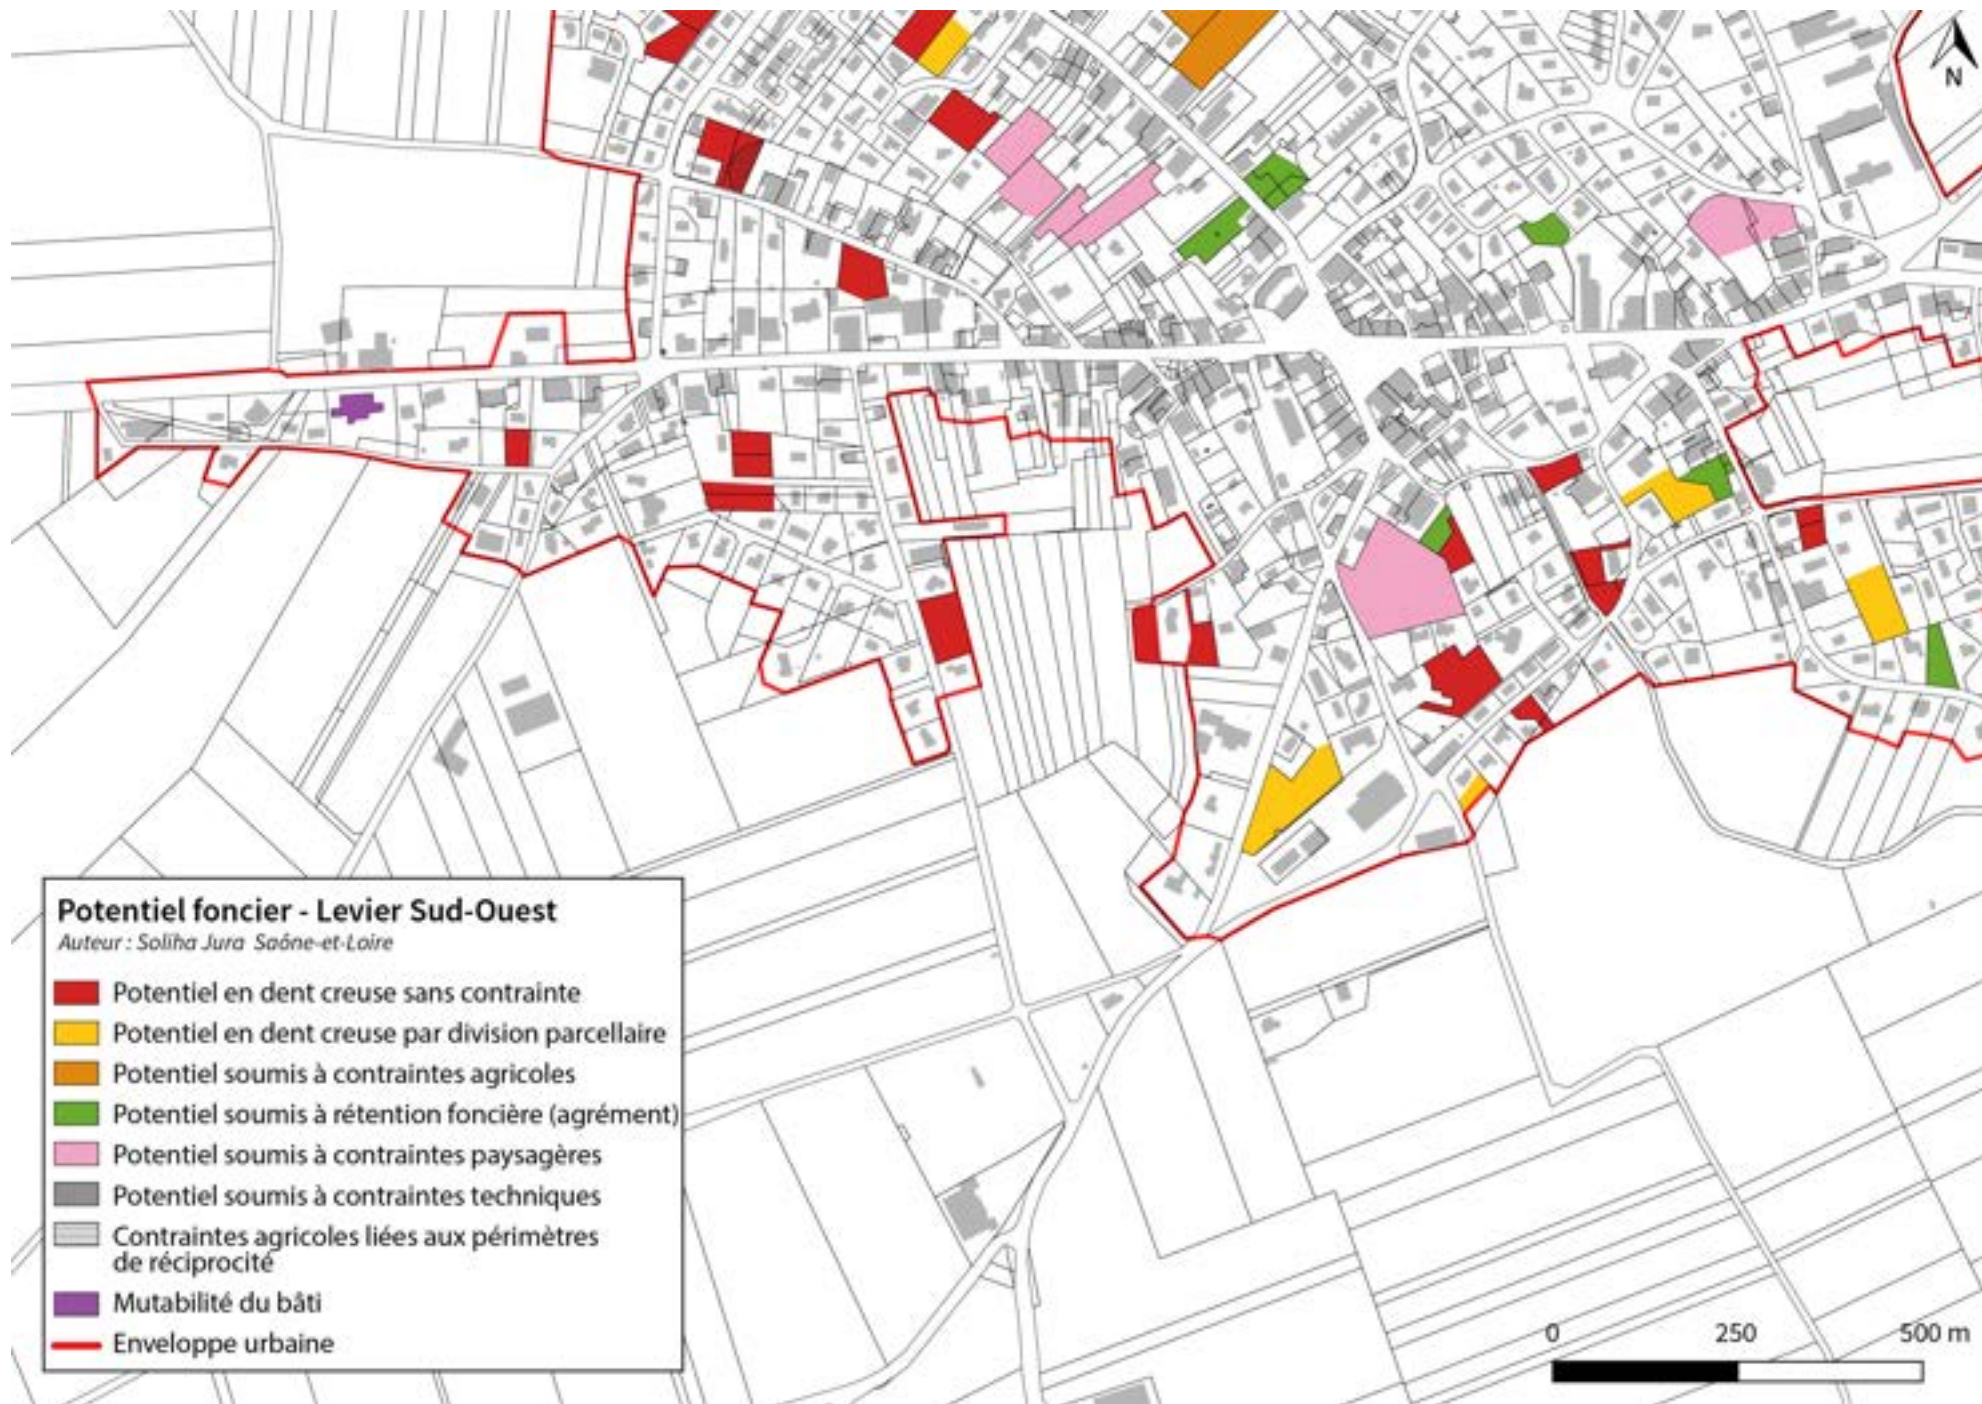 N
Potentiel foncier - Levier Sud-Ouest
Auteur : Soliha Jura Saône-et-Loire
Potentiel en dent creuse sans contrainte
Potentiel en dent creuse par division parcellaire
Potentiel soumis à contraintes agricoles
Potentiel soumis à rétention foncière (agrément)
Potentiel soumis à contraintes paysagères
Potentiel soumis à contraintes techniques
Contraintes agricoles liées aux périmètres
de réciprocité
Mutabilité du bâti
Enveloppe urbaine
0 250 500 m